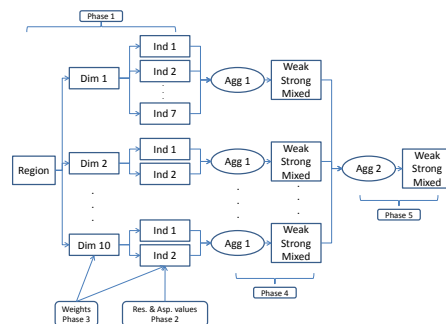 Phase 1
Ind 1
Ind 2
Ind 7
Dim 1
Agg 1
Weak
Strong
Mixed
Region
Dim 2
Ind 1
Ind 2
Agg 1
Weak
Strong
Mixed
Agg 2
Weak
Strong
Mixed
Phase 5
Dim 10
Ind 1
Ind 2
Agg 1
Weak
Strong
Mixed
Phase 4
Weights
Phase 3
Res. & Asp. values
Phase 2